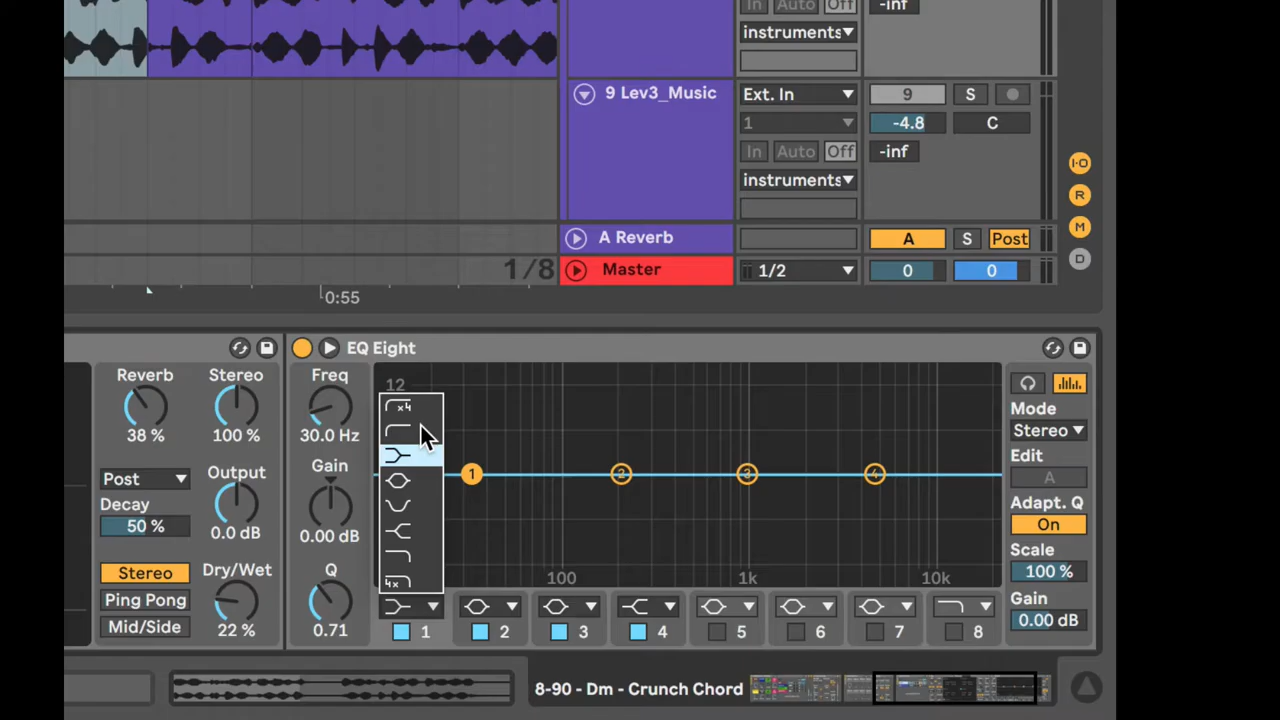 In Auto Off -inf
instruments
9 Lev3_Music Ext. In 9 S
1 -4.8 C
In Auto Off -inf
instruments
A Reverb A S Post
1/8 Master 1/2 0 0
0:55
I·O
R
M
D
EQ Eight
Reverb Stereo
38 % 100 %
Post Output
Decay
50 % 0.0 dB
Stereo Dry/Wet
Ping Pong
Mid/Side 22 %
Freq
30.0 Hz
Gain
0.00 dB
Q
0.71
12
x4
4x
1 2 3 4
100 1k 10k
1 2 3 4 5 6 7 8
Mode
Stereo
Edit
A
Adapt. Q
On
Scale
100 %
Gain
0.00 dB
8-90 - Dm - Crunch Chord